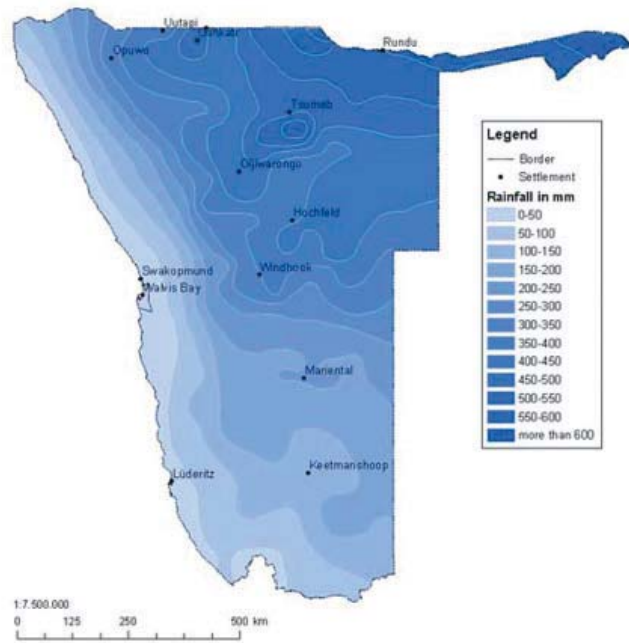 Uutapi
Opuwo
Rundu
Tsumeb
Otjiwarongo
Hochfeld
Windhoek
Swakopmund
Walvis Bay
Mariental
Keetmanshoop
Lüderitz
Legend
Border
Settlement
Rainfall in mm
0-50
50-100
100-150
150-200
200-250
250-300
300-350
350-400
400-450
450-500
500-550
550-600
more than 600
1:7.500.000
0 125 250 500 km